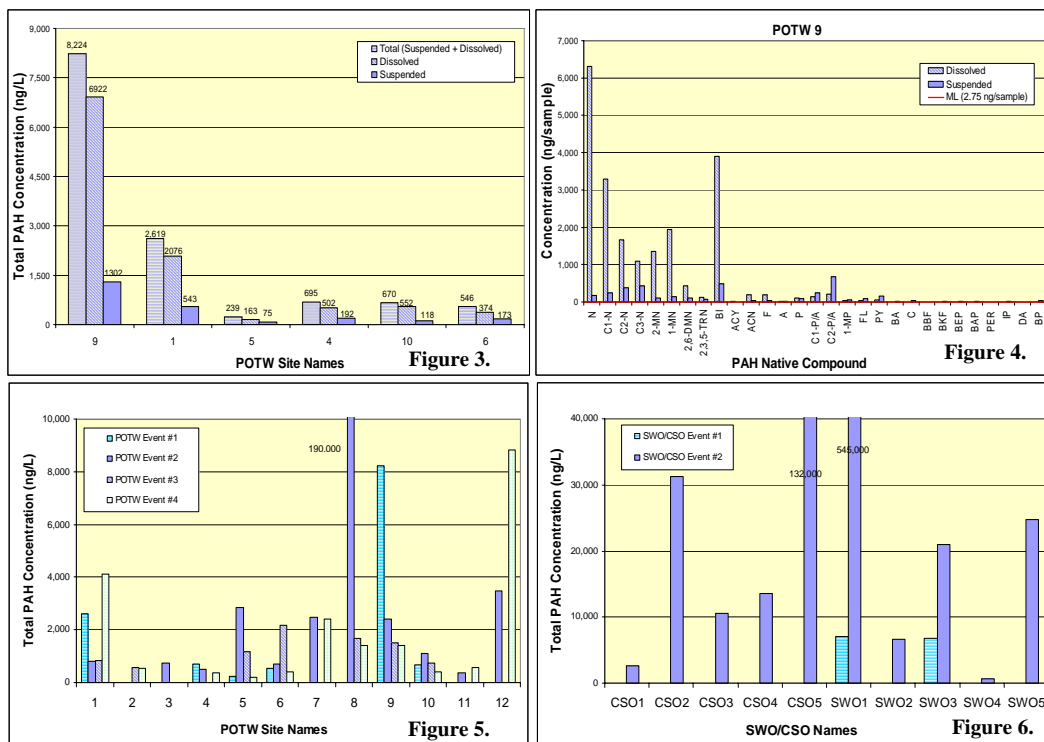 9,000
7,500
6,000
4,500
3,000
1,500
0
Total PAH Concentration (ng/L)
Total (Suspended + Dissolved)
Dissolved
Suspended
8,224
6922
1302
2,619
2076
543
239
163
75
695
502
192
670
552
118
546
374
173
9
1
5
4
10
6
POTW Site Names
Figure 3.
POTW 9
7,000
6,000
5,000
4,000
3,000
2,000
1,000
0
Concentration (ng/sample)
Dissolved
Suspended
ML (2.75 ng/sample)
N
C1-N
C2-N
C3-N
2-MN
1-MN
2,6-DMN
2,3,5-TRN
BI
ACY
ACN
F
A
P
C1-P/A
C2-P/A
1-MP
FL
PY
BA
C
BBF
BKF
BEP
BAP
PER
IP
DA
BP
PAH Native Compound
Figure 4.
10,000
8,000
6,000
4,000
2,000
0
Total PAH Concentration (ng/L)
POTW Event #1
POTW Event #2
POTW Event #3
POTW Event #4
190.000
1
2
3
4
5
6
7
8
9
10
11
12
POTW Site Names
Figure 5.
40,000
30,000
20,000
10,000
0
Total PAH Concentration (ng/L)
SWO/CSO Event #1
SWO/CSO Event #2
132,000
545,000
CSO1
CSO2
CSO3
CSO4
CSO5
SWO1
SWO2
SWO3
SWO4
SWO5
SWO/CSO Names
Figure 6.